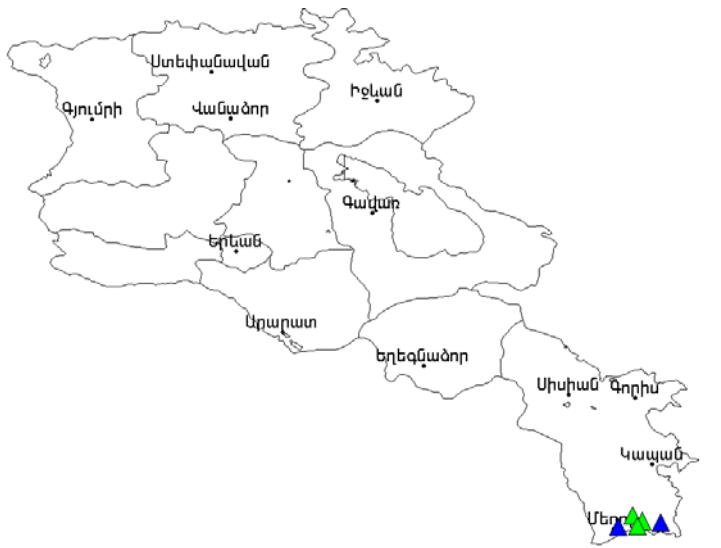 Ստեփանավան
Իջևան
Գյումրի
Վանաձոր
Գավառ
Երևան
Արարատ
Եղեգնաձոր
Սիսիան
Գորիս
Կապան